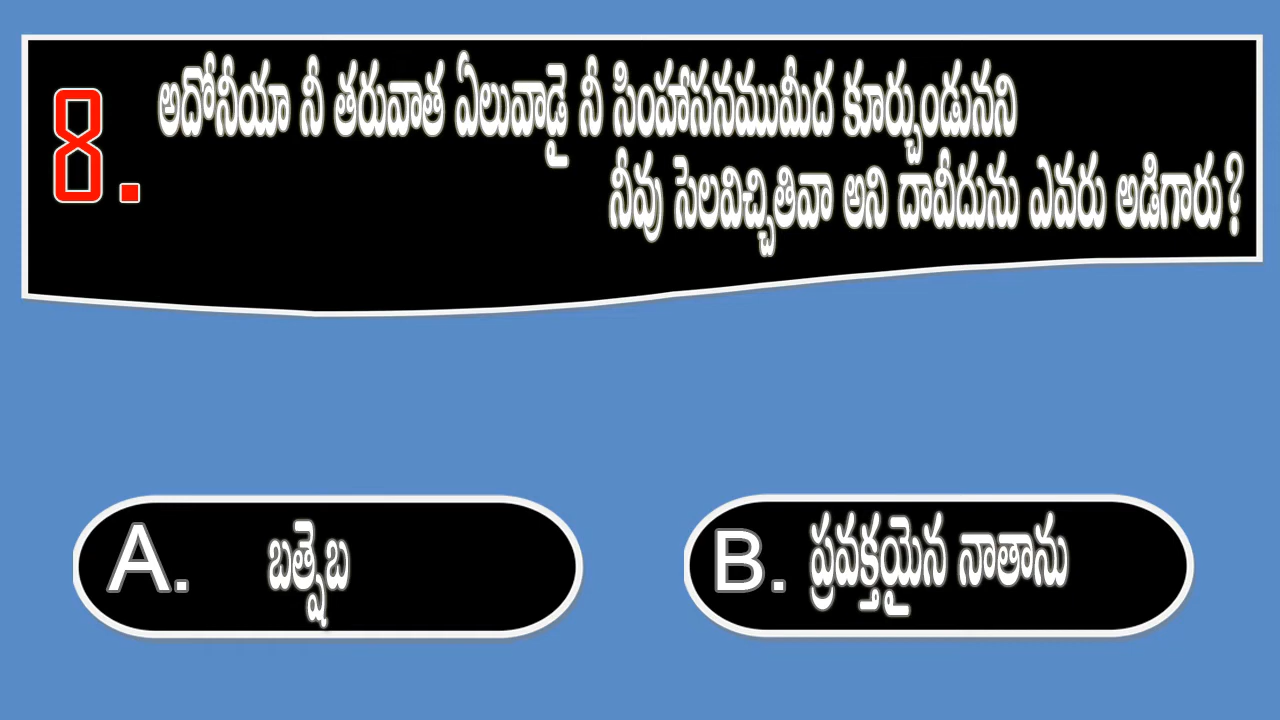 8. అదోనీయా నీ తరువాత ఏలువాడై నీ సింహాసనముమీద కూర్చుండునని
నీవు సెలవిచ్చితివా అని దావీదును ఎవరు అడిగారు?
A. బత్షెబ
B. ప్రవక్తయైన నాతాను